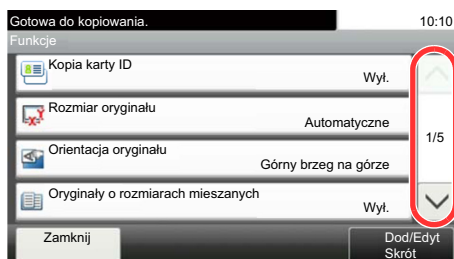 Gotowa do kopiowania.
10:10
Funkcje
Kopia karty ID
Wył.
Rozmiar oryginału
Automatyczne
1/5
Orientacja oryginału
Górny brzeg na górze
Oryginały o rozmiarach mieszanych
Wył.
Zamknij
Dod/Edyt
Skrót